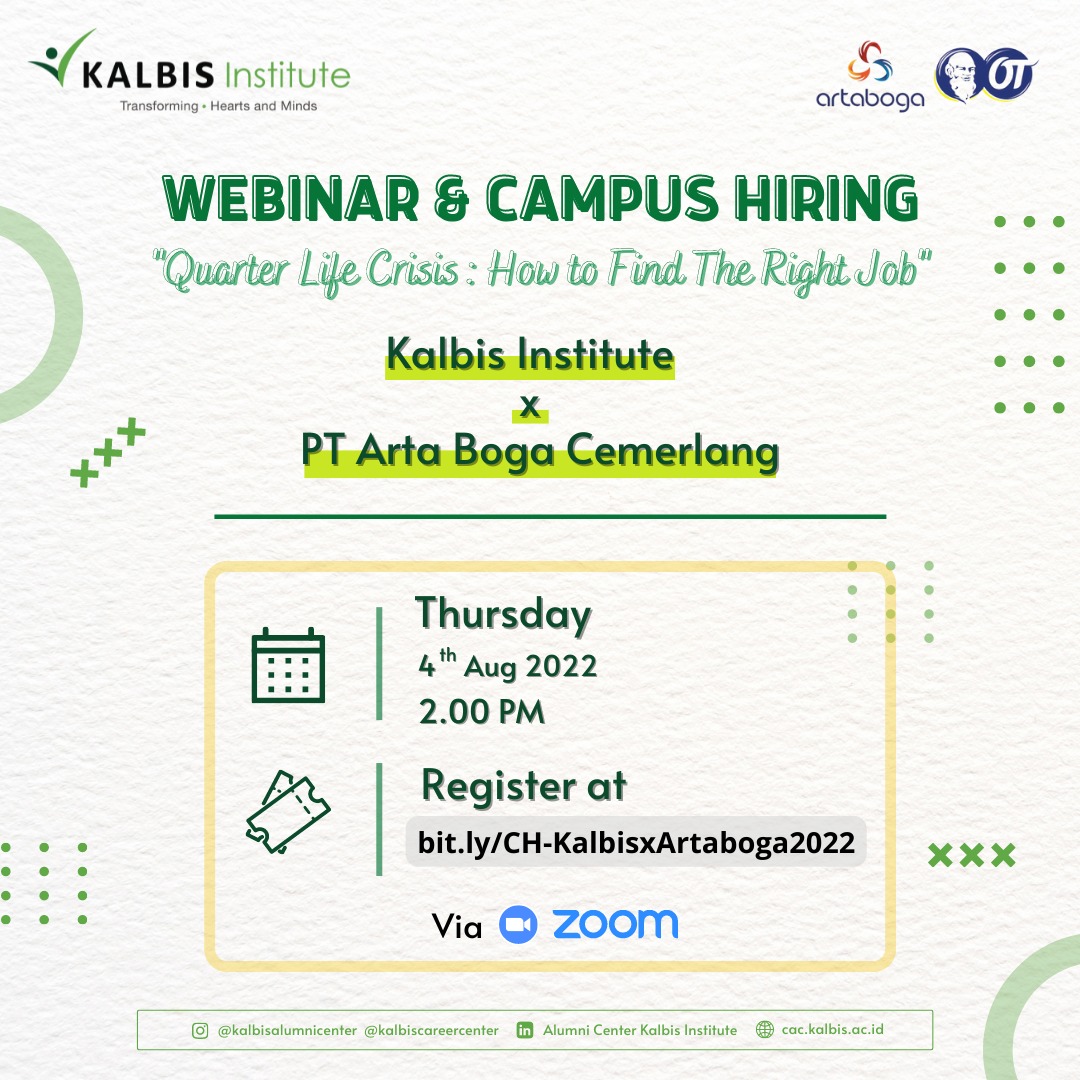 KALBIS Institute
Transforming • Hearts and Minds
artaboga
OT
WEBINAR & CAMPUS HIRING
"Quarter Life Crisis : How to Find The Right Job"
Kalbis Institute
x
PT Arta Boga Cemerlang
Thursday
4th Aug 2022
2.00 PM
Register at
bit.ly/CH-KalbisxArtaboga2022
Via zoom
@kalbisalumnicenter @kalbiscareercenter in Alumni Center Kalbis Institute cac.kalbis.ac.id